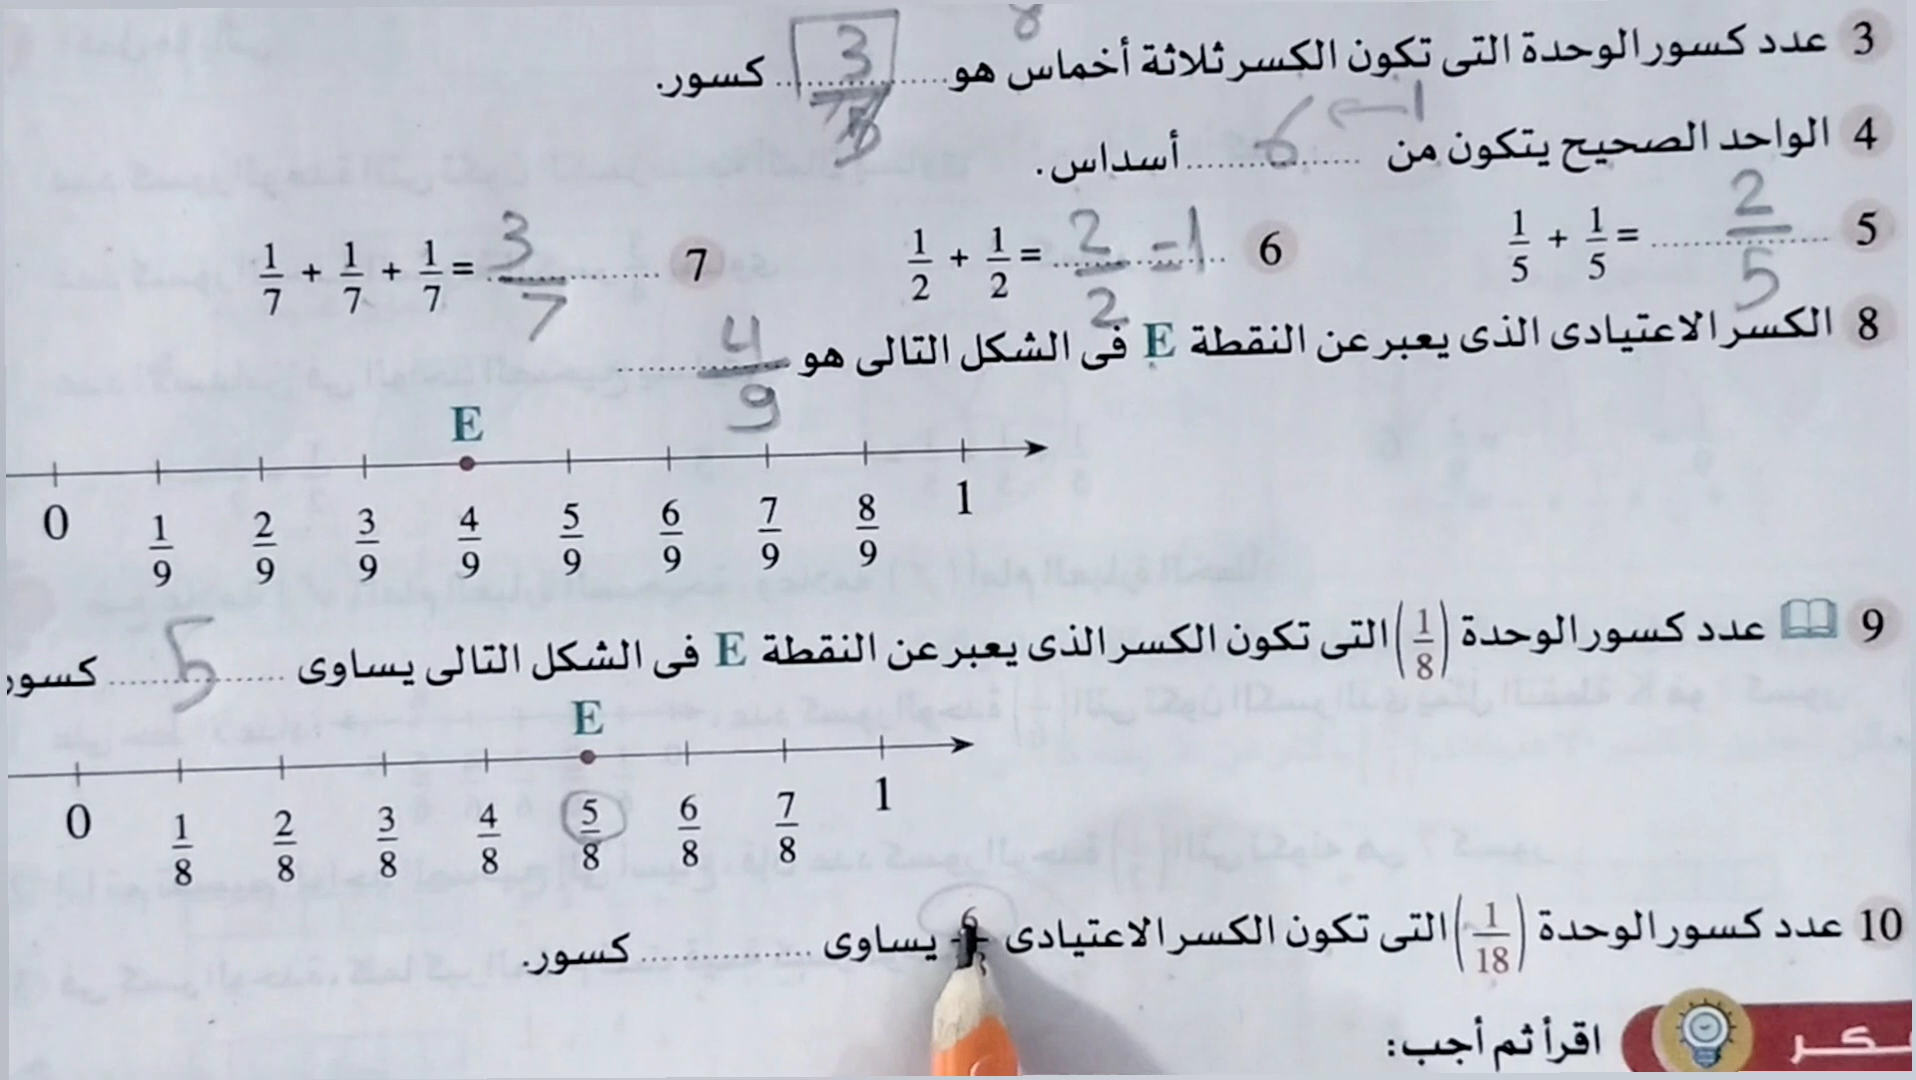 3 عدد كسور الوحدة التى تكون الكسر ثلاثة أخماس هو 3 كسور.
4 الواحد الصحيح يتكون من 6 أسداس. 1
5 1/5 + 1/5 = 2/5
6 1/2 + 1/2 = 2/2 = 1
7 1/7 + 1/7 + 1/7 = 3/7
8 الكسر الاعتيادى الذى يعبر عن النقطة E فى الشكل التالى هو 4/9
E
0 1/9 2/9 3/9 4/9 5/9 6/9 7/9 8/9 1
9 عدد كسور الوحدة (1/8) التى تكون الكسر الذى يعبر عن النقطة E فى الشكل التالى يساوى 5 كسور
E
0 1/8 2/8 3/8 4/8 5/8 6/8 7/8 1
10 عدد كسور الوحدة (1/18) التى تكون الكسر الاعتيادى 6 يساوى ............... كسور.
اقرأ ثم أجب: